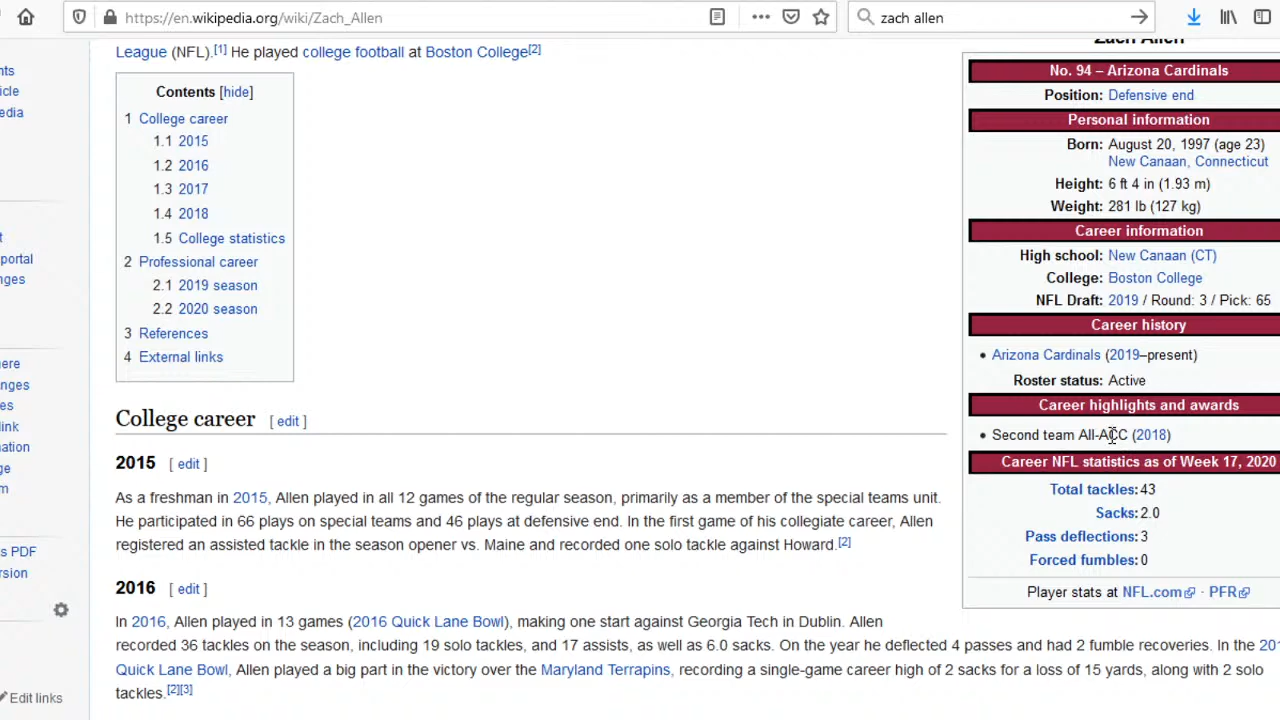 https://en.wikipedia.org/wiki/Zach_Allen
zach allen
League (NFL).[1] He played college football at Boston College[2]
Contents [hide]
1 College career
1.1 2015
1.2 2016
1.3 2017
1.4 2018
1.5 College statistics
2 Professional career
2.1 2019 season
2.2 2020 season
3 References
4 External links
College career [ edit ]
2015 [ edit ]
As a freshman in 2015, Allen played in all 12 games of the regular season, primarily as a member of the special teams unit.
He participated in 66 plays on special teams and 46 plays at defensive end. In the first game of his collegiate career, Allen
registered an assisted tackle in the season opener vs. Maine and recorded one solo tackle against Howard.[2]
2016 [ edit ]
In 2016, Allen played in 13 games (2016 Quick Lane Bowl), making one start against Georgia Tech in Dublin. Allen
recorded 36 tackles on the season, including 19 solo tackles, and 17 assists, as well as 6.0 sacks. On the year he deflected 4 passes and had 2 fumble recoveries. In the 201
Quick Lane Bowl, Allen played a big part in the victory over the Maryland Terrapins, recording a single-game career high of 2 sacks for a loss of 15 yards, along with 2 solo
tackles.[2][3]
Zach Allen
No. 94 – Arizona Cardinals
Position: Defensive end
Personal information
Born: August 20, 1997 (age 23)
New Canaan, Connecticut
Height: 6 ft 4 in (1.93 m)
Weight: 281 lb (127 kg)
Career information
High school: New Canaan (CT)
College: Boston College
NFL Draft: 2019 / Round: 3 / Pick: 65
Career history
• Arizona Cardinals (2019–present)
Roster status: Active
Career highlights and awards
• Second team All-ACC (2018)
Career NFL statistics as of Week 17, 2020
Total tackles: 43
Sacks: 2.0
Pass deflections: 3
Forced fumbles: 0
Player stats at NFL.com · PFR
nts
icle
edia
t
portal
nges
ere
anges
es
link
mation
ge
m
s PDF
ersion
Edit links